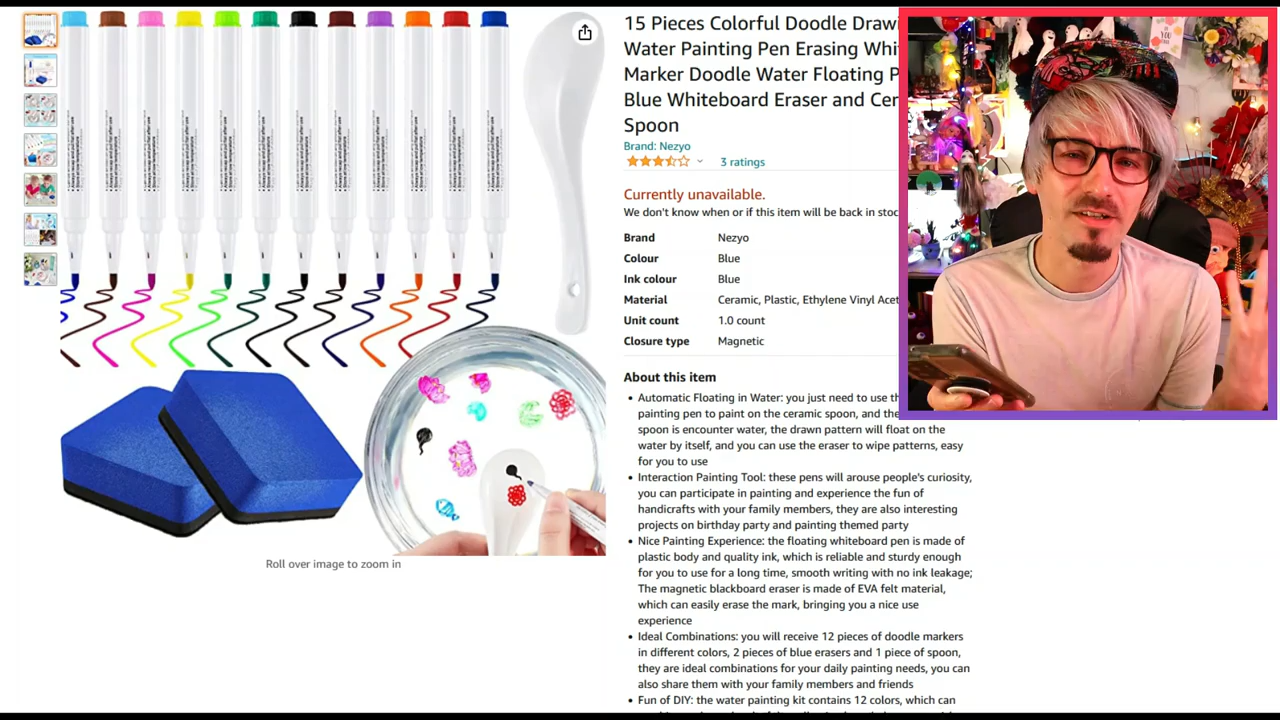 15 Pieces Colorful Doodle Draw
Water Painting Pen Erasing Whi
Marker Doodle Water Floating P
Blue Whiteboard Eraser and Cer
Spoon
Brand: Nezyo
3 ratings
Currently unavailable.
We don't know when or if this item will be back in stoc
Brand Nezyo
Colour Blue
Ink colour Blue
Material Ceramic, Plastic, Ethylene Vinyl Acet
Unit count 1.0 count
Closure type Magnetic
About this item
• Automatic Floating in Water: you just need to use th
painting pen to paint on the ceramic spoon, and the
spoon is encounter water, the drawn pattern will float on the
water by itself, and you can use the eraser to wipe patterns, easy
for you to use
• Interaction Painting Tool: these pens will arouse people's curiosity,
you can participate in painting and experience the fun of
handicrafts with your family members, they are also interesting
projects on birthday party and painting themed party
• Nice Painting Experience: the floating whiteboard pen is made of
plastic body and quality ink, which is reliable and sturdy enough
for you to use for a long time, smooth writing with no ink leakage;
The magnetic blackboard eraser is made of EVA felt material,
which can easily erase the mark, bringing you a nice use
experience
• Ideal Combinations: you will receive 12 pieces of doodle markers
in different colors, 2 pieces of blue erasers and 1 piece of spoon,
they are ideal combinations for your daily painting needs, you can
also share them with your family members and friends
• Fun of DIY: the water painting kit contains 12 colors, which can
Roll over image to zoom in